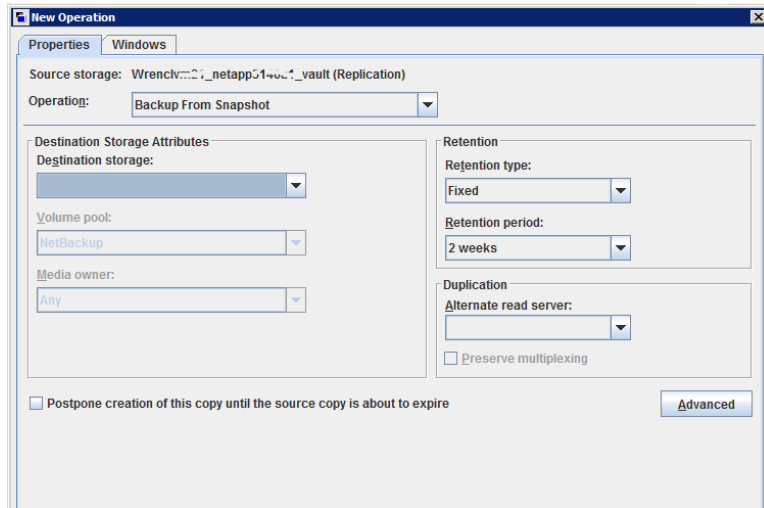 New Operation
Properties Windows
Source storage: (Replication)
Operation: Backup From Snapshot
Destination Storage Attributes
Destination storage:
Volume pool:
NetBackup
Media owner:
Any
Retention
Retention type:
Fixed
Retention period:
2 weeks
Duplication
Alternate read server:
Preserve multiplexing
Postpone creation of this copy until the source copy is about to expire
Advanced